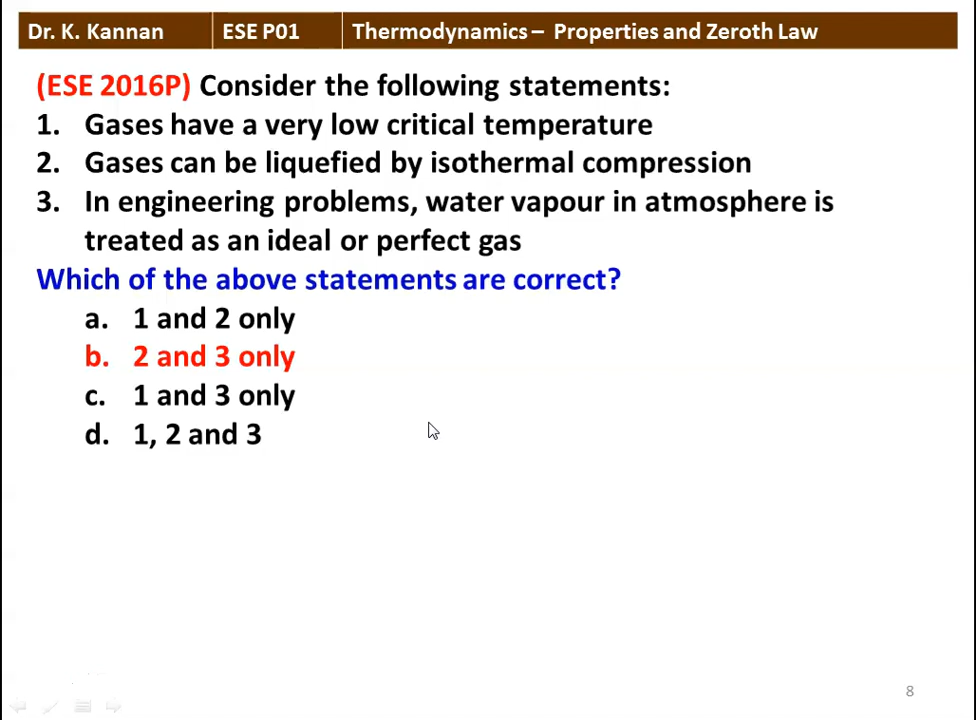 Dr. K. Kannan ESE P01 Thermodynamics – Properties and Zeroth Law
(ESE 2016P) Consider the following statements:
1. Gases have a very low critical temperature
2. Gases can be liquefied by isothermal compression
3. In engineering problems, water vapour in atmosphere is
treated as an ideal or perfect gas
Which of the above statements are correct?
a. 1 and 2 only
b. 2 and 3 only
c. 1 and 3 only
d. 1, 2 and 3
8